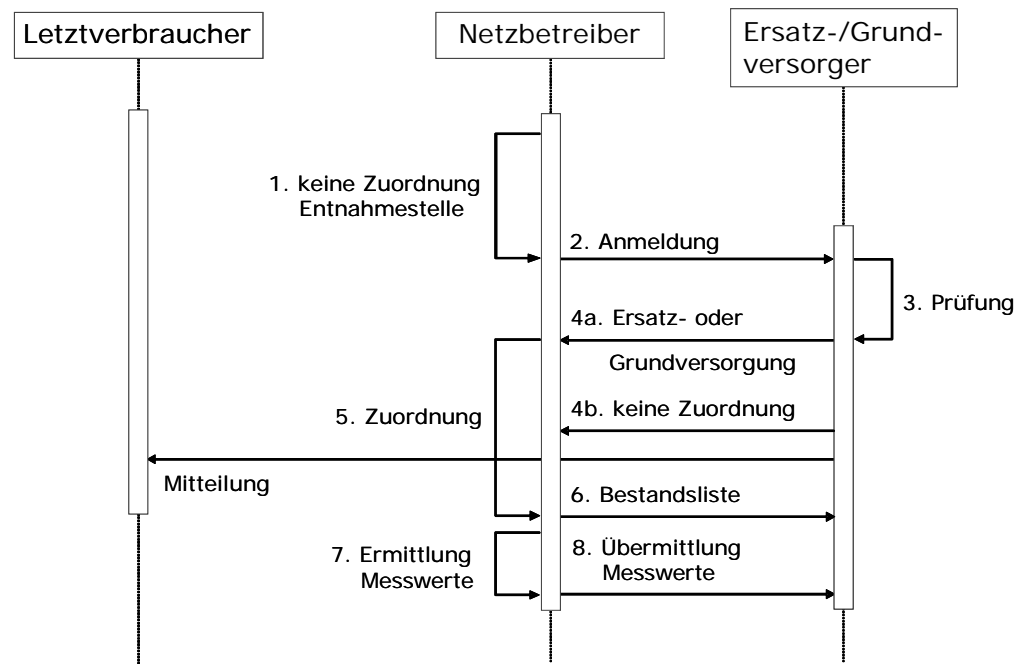 Letztverbraucher
Netzbetreiber
Ersatz-/Grund-
versorger
1. keine Zuordnung
Entnahmestelle
2. Anmeldung
3. Prüfung
4a. Ersatz- oder
Grundversorgung
4b. keine Zuordnung
5. Zuordnung
Mitteilung
6. Bestandsliste
7. Ermittlung
Messwerte
8. Übermittlung
Messwerte